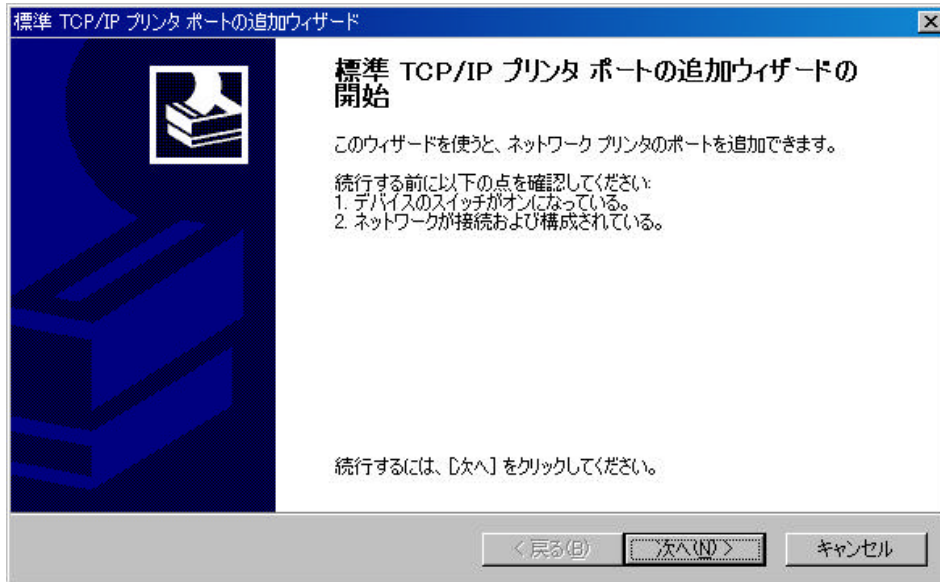 標準 TCP/IP プリンタ ポートの追加ウィザード
標準 TCP/IP プリンタ ポートの追加ウィザードの
開始
このウィザードを使うと、ネットワーク プリンタのポートを追加できます。
続行する前に以下の点を確認してください:
1. デバイスのスイッチがオンになっている。
2. ネットワークが接続および構成されている。
続行するには、[次へ] をクリックしてください。
< 戻る(B) 次へ(N) > キャンセル